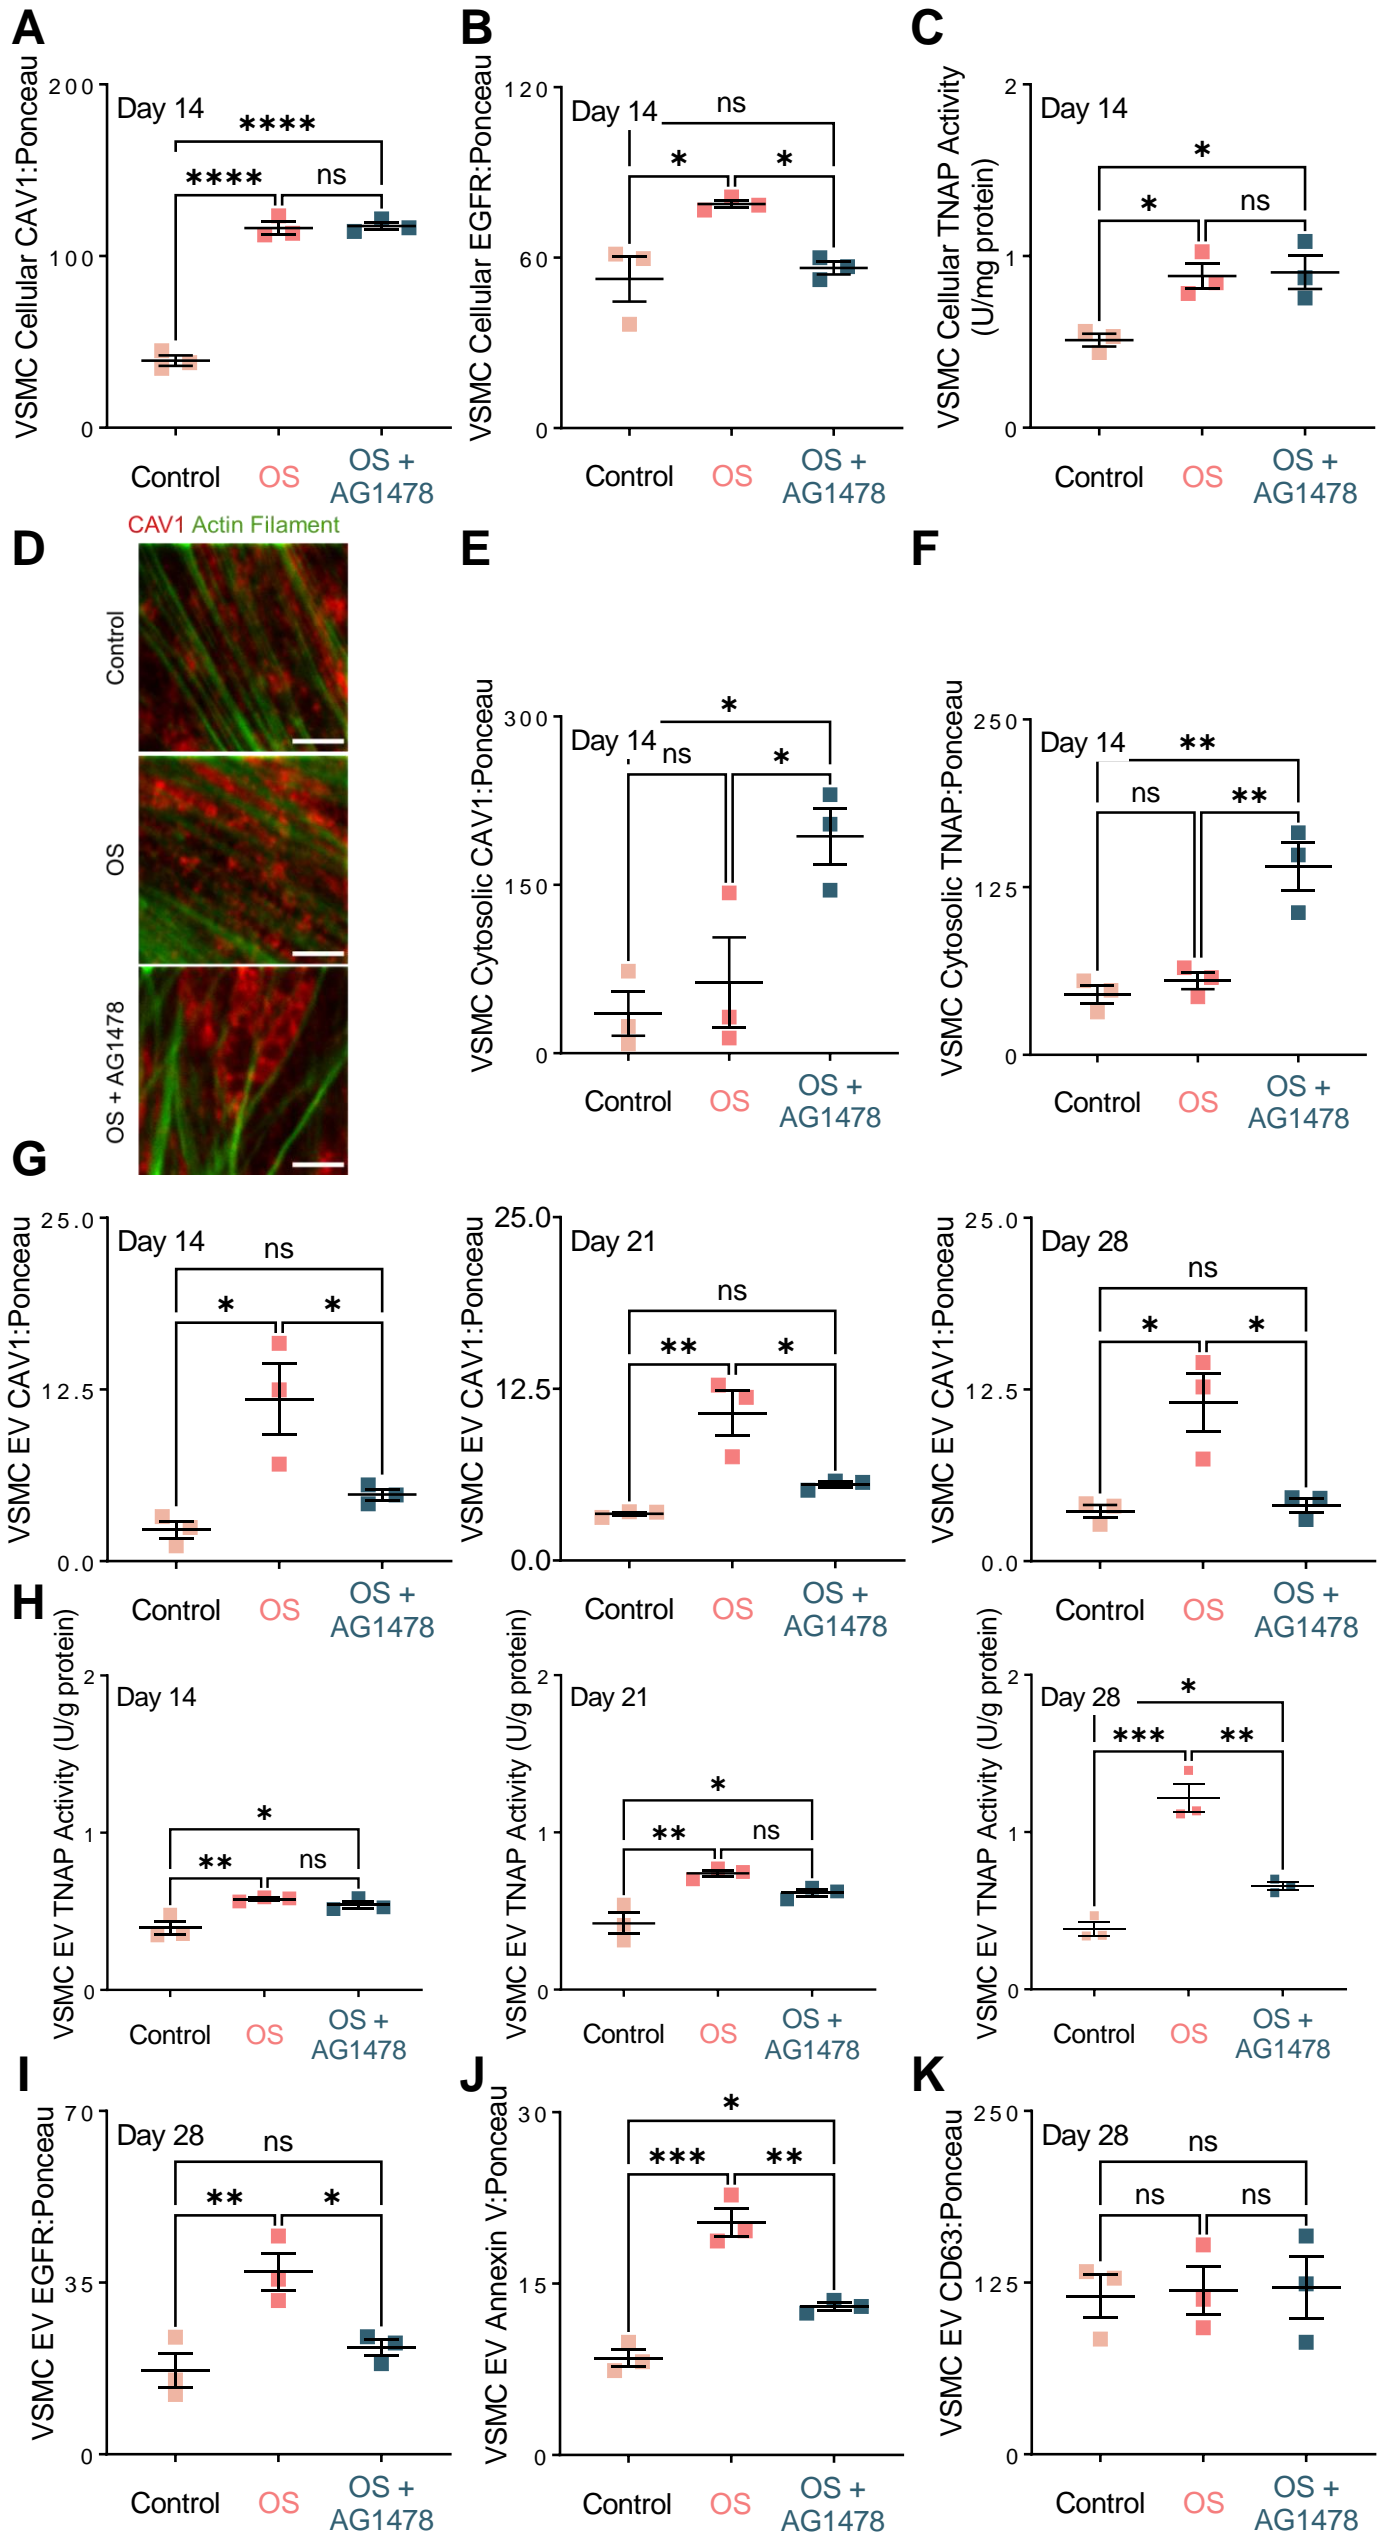 A
VSMC Cellular CAV1:Ponceau
200
100
0
Day 14
****
****
ns
Control
OS
OS +
AG1478
B
VSMC Cellular EGFR:Ponceau
120
60
0
Day 14
ns
*
*
Control
OS
OS +
AG1478
C
VSMC Cellular TNAP Activity
(U/mg protein)
2
1
0
Day 14
*
*
ns
Control
OS
OS +
AG1478
D
CAV1 Actin Filament
Control
OS
OS + AG1478
E
VSMC Cytosolic CAV1:Ponceau
300
150
0
Day 14
*
ns
*
Control
OS
OS +
AG1478
F
VSMC Cytosolic TNAP:Ponceau
250
125
0
Day 14
**
ns
**
Control
OS
OS +
AG1478
G
VSMC EV CAV1:Ponceau
25.0
12.5
0.0
Day 14
ns
*
*
Control
OS
OS +
AG1478
VSMC EV CAV1:Ponceau
25.0
12.5
0.0
Day 21
ns
**
*
Control
OS
OS +
AG1478
VSMC EV CAV1:Ponceau
25.0
12.5
0.0
Day 28
ns
*
*
Control
OS
OS +
AG1478
H
VSMC EV TNAP Activity (U/g protein)
2
1
0
Day 14
*
**
ns
Control
OS
OS +
AG1478
VSMC EV TNAP Activity (U/g protein)
2
1
0
Day 21
*
**
ns
Control
OS
OS +
AG1478
VSMC EV TNAP Activity (U/g protein)
2
1
0
Day 28
*
***
**
Control
OS
OS +
AG1478
I
VSMC EV EGFR:Ponceau
70
35
0
Day 28
ns
**
*
Control
OS
OS +
AG1478
J
VSMC EV Annexin V:Ponceau
30
15
0
*
***
**
Control
OS
OS +
AG1478
K
VSMC EV CD63:Ponceau
250
125
0
Day 28
ns
ns
ns
Control
OS
OS +
AG1478